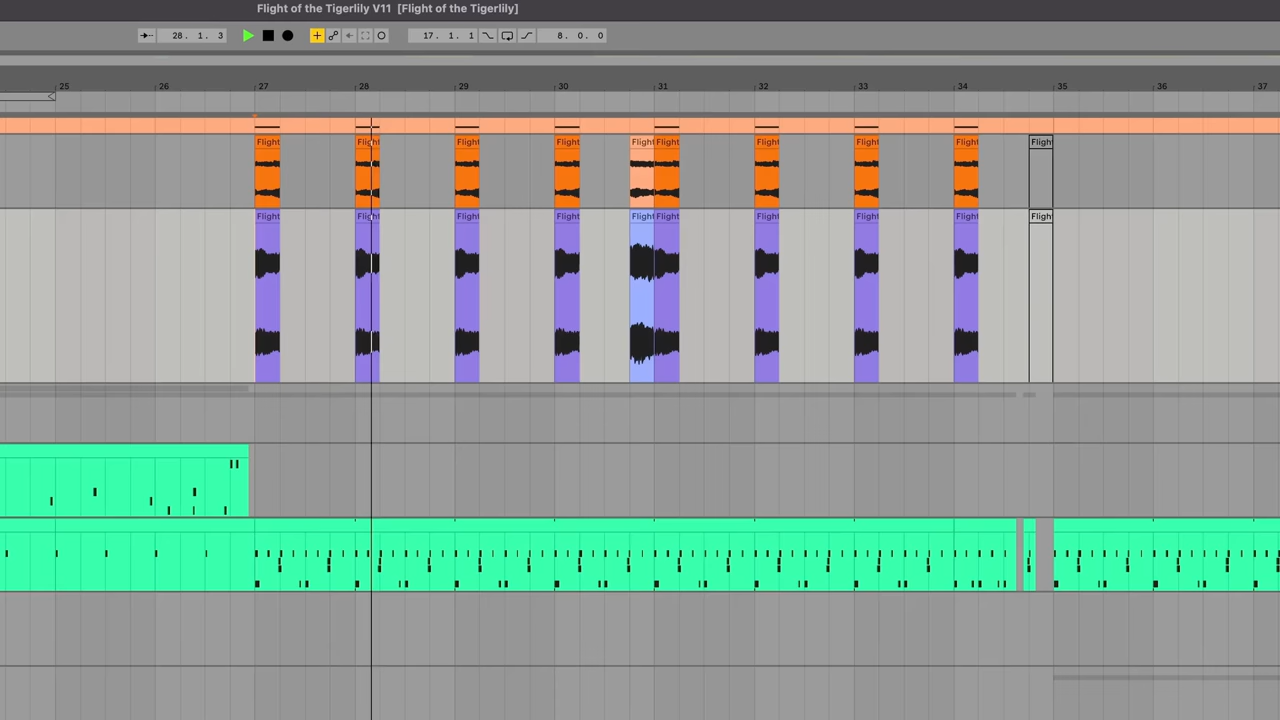 Flight of the Tigerlily V11 [Flight of the Tigerlily]
28. 1. 3 17. 1. 1 8. 0. 0
25 26 27 28 29 30 31 32 33 34 35 36 37
Flight Flight Flight Flight Flight Flight Flight Flight Flight Flight
Flight Flight Flight Flight Flight Flight Flight Flight Flight Flight